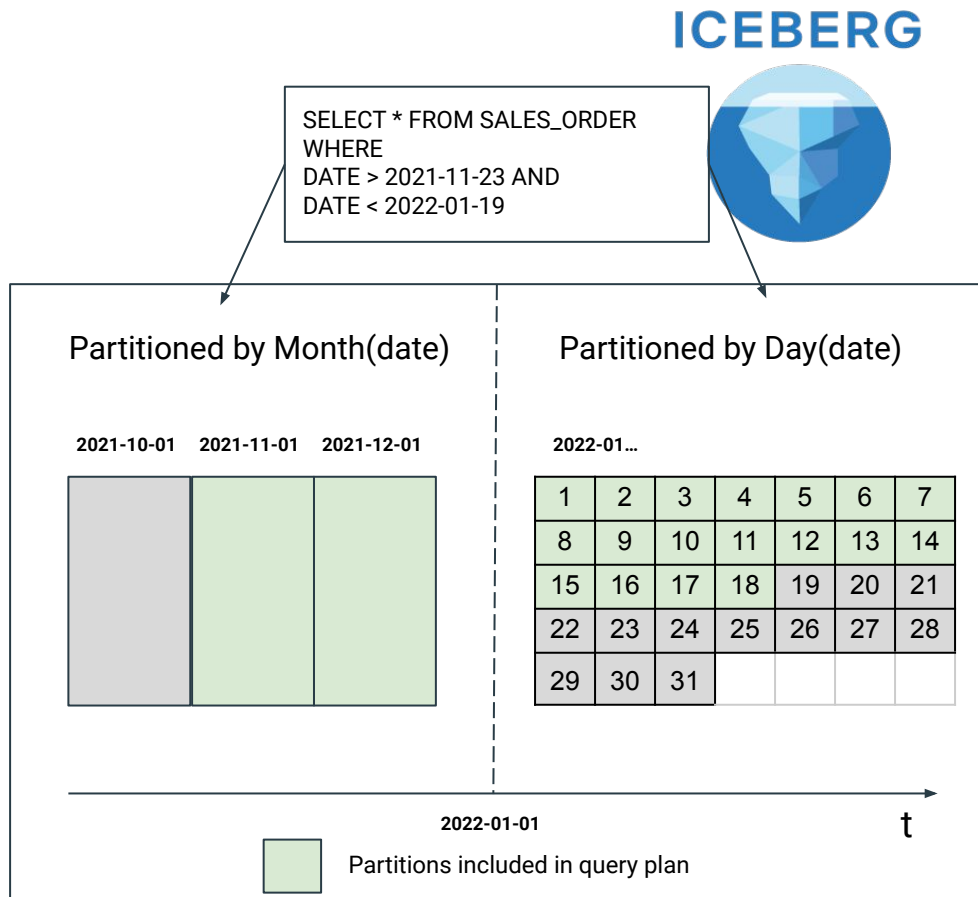 ICEBERG
SELECT * FROM SALES_ORDER
WHERE
DATE > 2021-11-23 AND
DATE < 2022-01-19
Partitioned by Month(date)
Partitioned by Day(date)
2021-10-01 2021-11-01 2021-12-01
2022-01...
1 2 3 4 5 6 7
8 9 10 11 12 13 14
15 16 17 18 19 20 21
22 23 24 25 26 27 28
29 30 31
2022-01-01
t
Partitions included in query plan